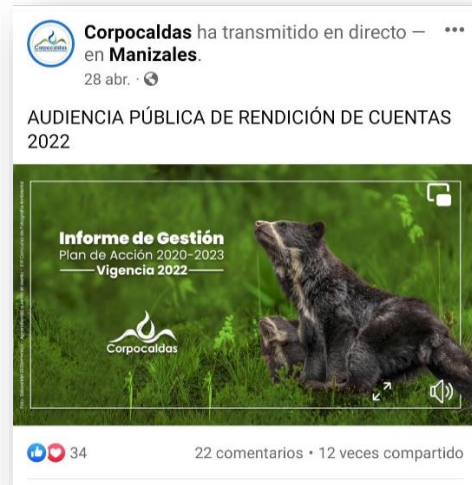 Corpocaldas ha transmitido en directo —
en Manizales.
28 abr. ·
AUDIENCIA PÚBLICA DE RENDICIÓN DE CUENTAS
2022
Informe de Gestión
Plan de Acción 2020-2023
Vigencia 2022
Corpocaldas
34
22 comentarios • 12 veces compartido